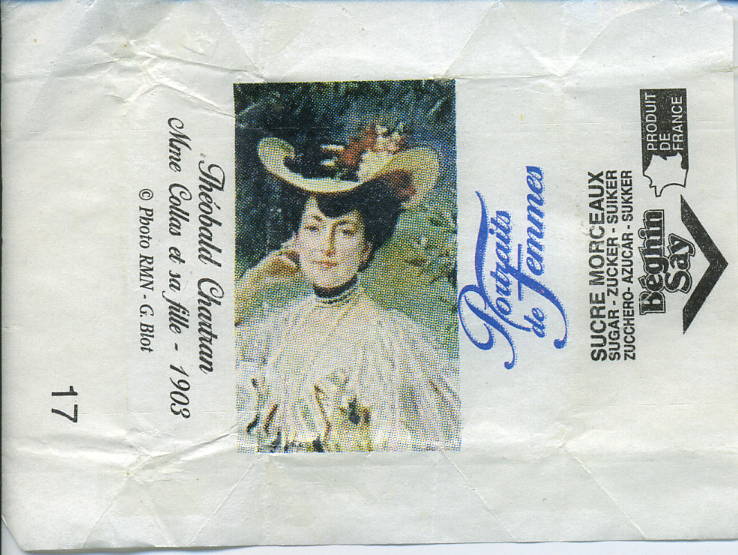 Théobald Chartran
Mme Collas et sa fille - 1903
© Photo RMN - G. Blot
17
Portraits
de Femmes
SUCRE MORCEAUX
SUGAR - ZUCKER - SUIKER
ZUCCHERO - AZUCAR - SUKKER
Béghin
Say
PRODUIT
DE
FRANCE